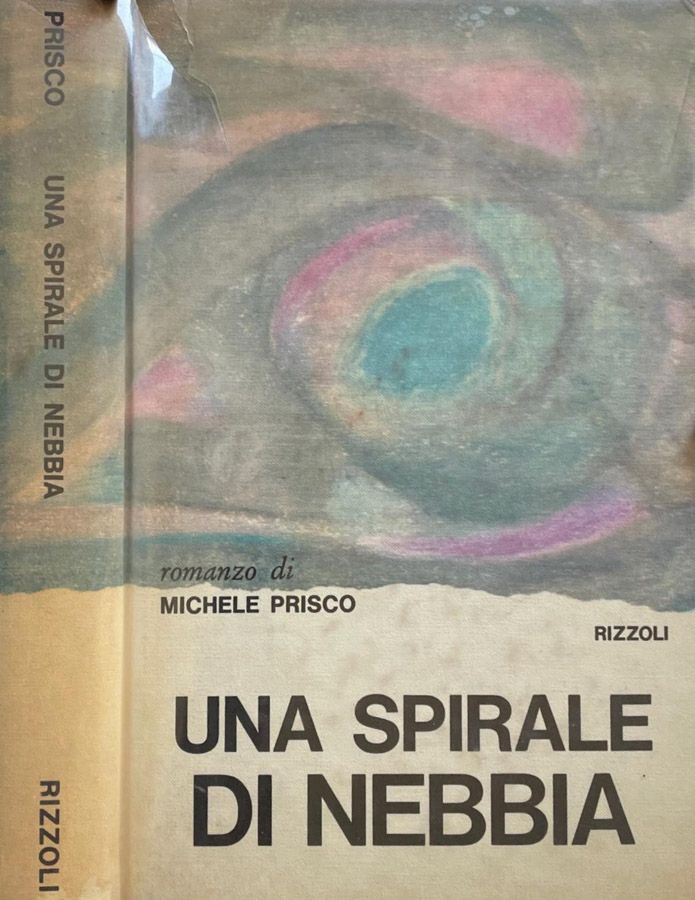 PRISCO UNA SPIRALE DI NEBBIA
RIZZOLI
romanzo di
MICHELE PRISCO
RIZZOLI
UNA SPIRALE
DI NEBBIA